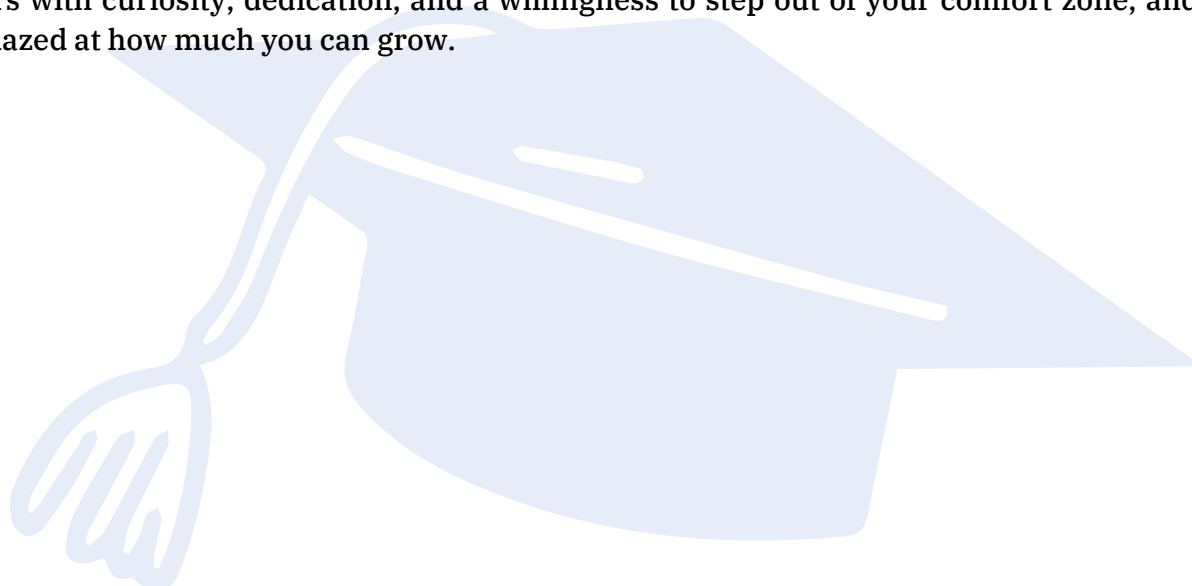 rs with curiosity, dedication, and a willingness to step out of your comfort zone, and
azed at how much you can grow.